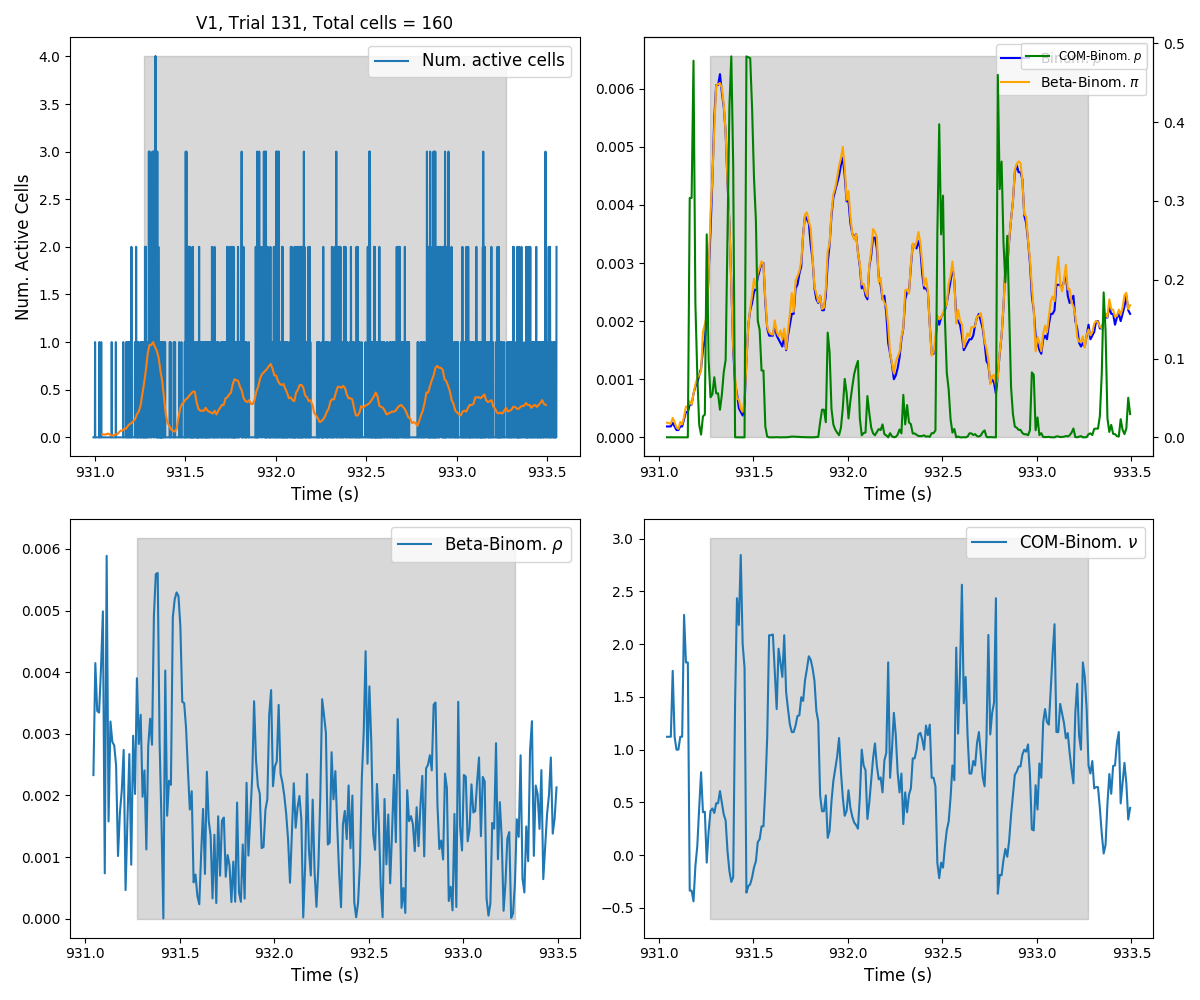 V1, Trial 131, Total cells = 160
Num. active cells
Num. Active Cells
4.0
3.5
3.0
2.5
2.0
1.5
1.0
0.5
0.0
931.0 931.5 932.0 932.5 933.0 933.5
Time (s)
COM-Binom. p
Beta-Binom. π
0.006
0.005
0.004
0.003
0.002
0.001
0.000
0.5
0.4
0.3
0.2
0.1
0.0
931.0 931.5 932.0 932.5 933.0 933.5
Time (s)
Beta-Binom. ρ
0.006
0.005
0.004
0.003
0.002
0.001
0.000
931.0 931.5 932.0 932.5 933.0 933.5
Time (s)
COM-Binom. ν
3.0
2.5
2.0
1.5
1.0
0.5
0.0
−0.5
931.0 931.5 932.0 932.5 933.0 933.5
Time (s)